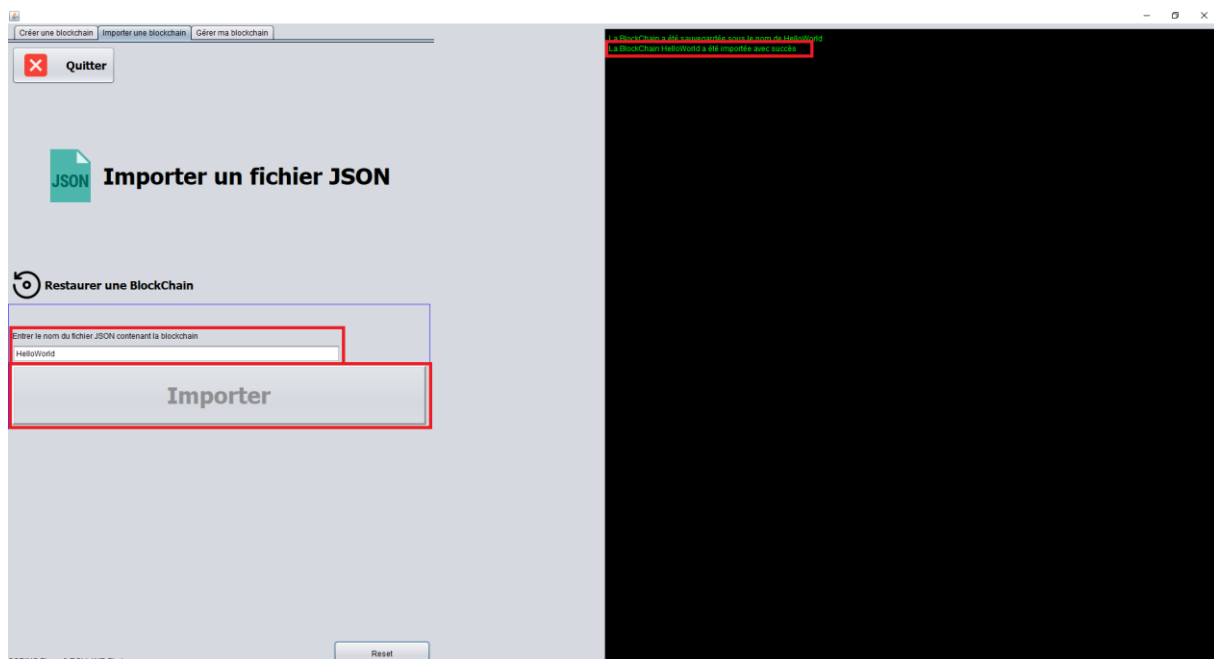 Créer une blockchain Importer une blockchain Gérer ma blockchain
Quitter
JSON
Importer un fichier JSON
Restaurer une BlockChain
Entrer le nom du fichier JSON contenant la blockchain
HelloWorld
Importer
Reset
La BlockChain a été sauvegardée sous le nom de HelloWorld
La BlockChain HelloWorld a été importée avec succès